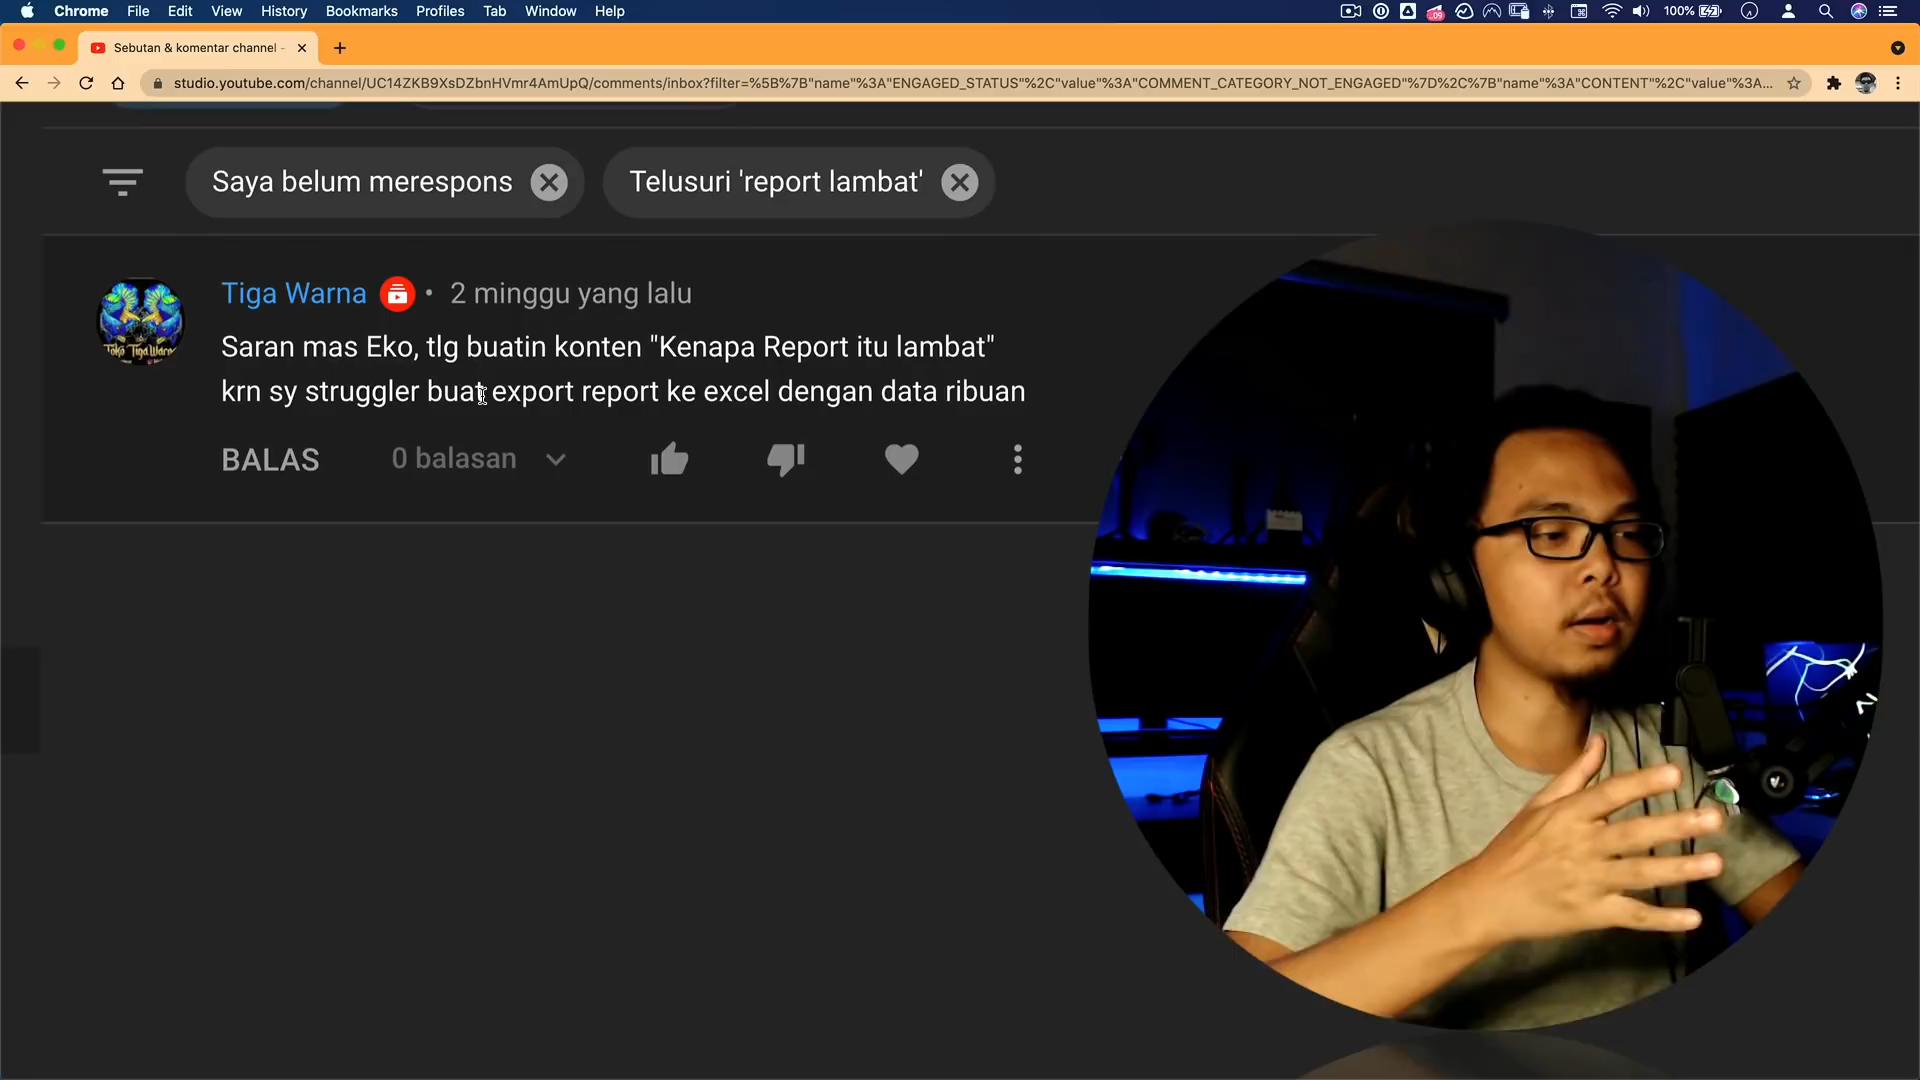 Chrome File Edit View History Bookmarks Profiles Tab Window Help
100%
Sebutan & komentar channel -
studio.youtube.com/channel/UC14ZKB9XsDZbnHVmr4AmUpQ/comments/inbox?filter=%5B%7B"name"%3A"ENGAGED_STATUS"%2C"value"%3A"COMMENT_CATEGORY_NOT_ENGAGED"%7D%2C%7B"name"%3A"CONTENT"%2C"value"%3A...
Saya belum merespons
Telusuri 'report lambat'
Tiga Warna • 2 minggu yang lalu
Saran mas Eko, tlg buatin konten "Kenapa Report itu lambat"
krn sy struggler buat export report ke excel dengan data ribuan
BALAS
0 balasan